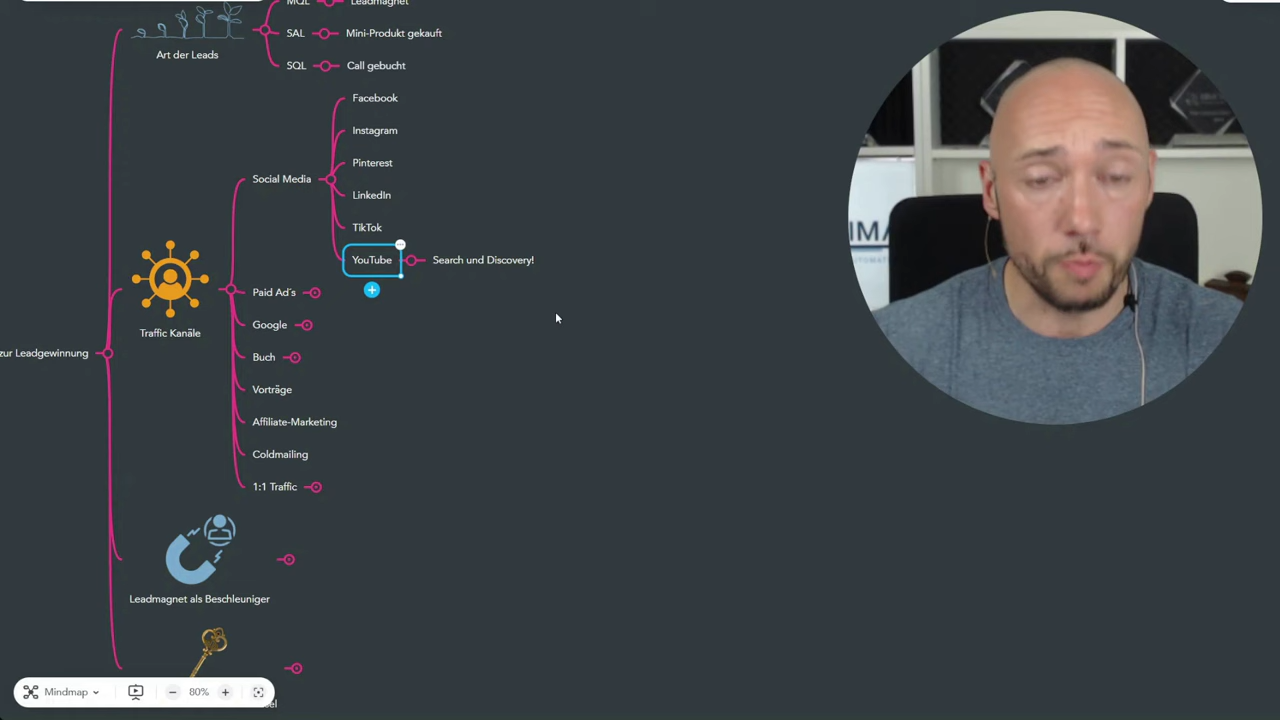 MQL
Leadmagnet
Art der Leads
SAL
Mini-Produkt gekauft
SQL
Call gebucht
Facebook
Instagram
Pinterest
Social Media
LinkedIn
TikTok
YouTube
Search und Discovery!
Paid Ad´s
Google
Traffic Kanäle
zur Leadgewinnung
Buch
Vorträge
Affiliate-Marketing
Coldmailing
1:1 Traffic
Leadmagnet als Beschleuniger
Mindmap
80%